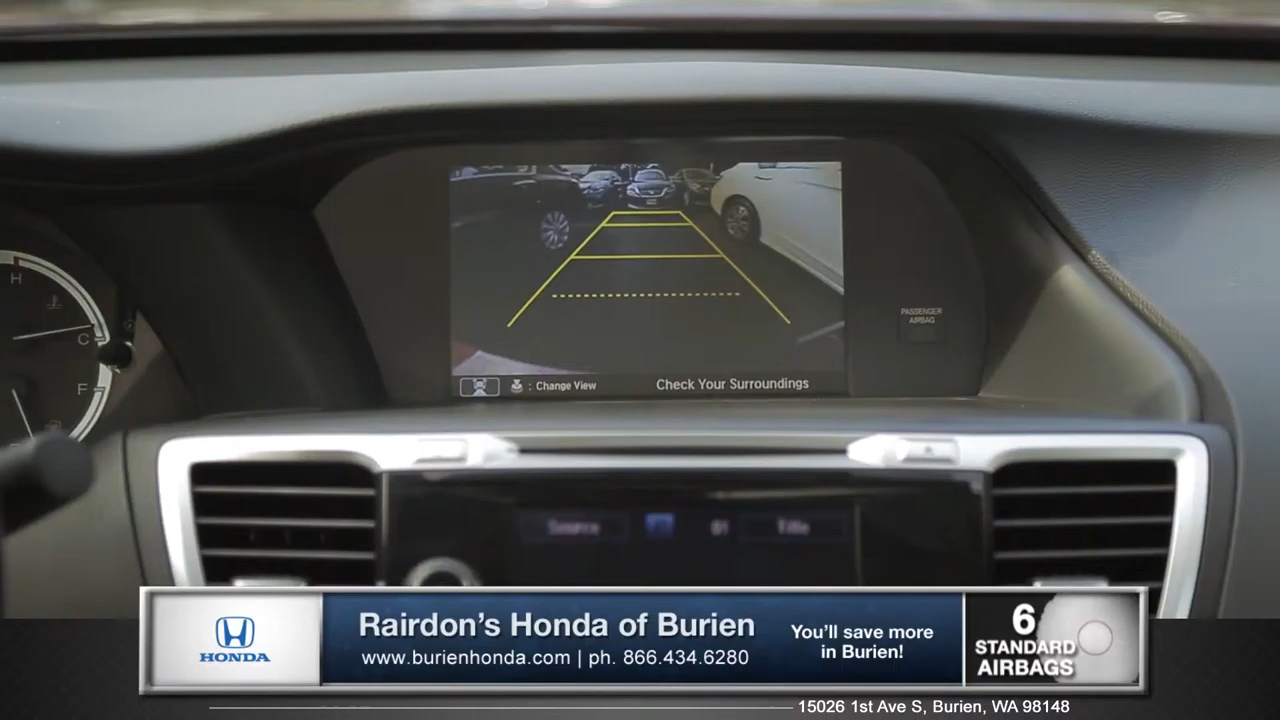 H
C
F
PASSENGER
AIRBAG
: Change View
Check Your Surroundings
Source
01
Title
HONDA
Rairdon's Honda of Burien
www.burienhonda.com | ph. 866.434.6280
You'll save more
in Burien!
6
STANDARD
AIRBAGS
15026 1st Ave S, Burien, WA 98148